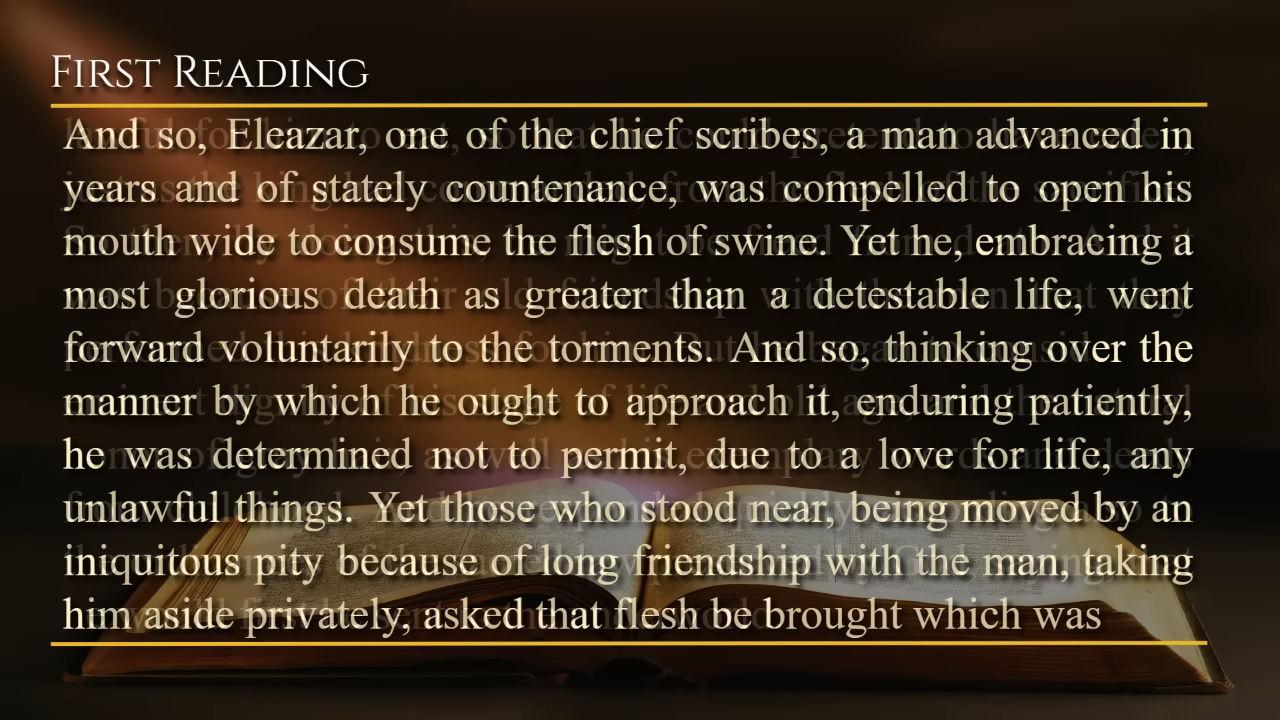 First Reading
And so, Eleazar, one of the chief scribes, a man advanced in
years and of stately countenance, was compelled to open his
mouth wide to consume the flesh of swine. Yet he, embracing a
most glorious death as greater than a detestable life, went
forward voluntarily to the torments. And so, thinking over the
manner by which he ought to approach it, enduring patiently,
he was determined not to permit, due to a love for life, any
unlawful things. Yet those who stood near, being moved by an
iniquitous pity because of long friendship with the man, taking
him aside privately, asked that flesh be brought which was